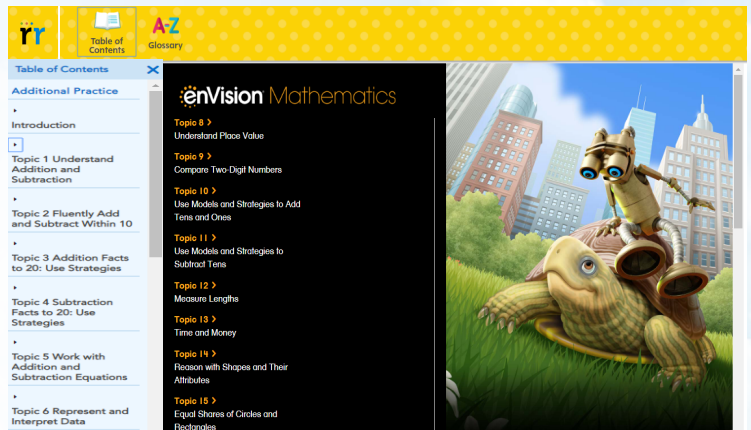 rr
Table of
Contents
A-Z
Glossary
Table of Contents
Additional Practice
Introduction
Topic 1 Understand
Addition and
Subtraction
Topic 2 Fluently Add
and Subtract Within 10
Topic 3 Addition Facts
to 20: Use Strategies
Topic 4 Subtraction
Facts to 20: Use
Strategies
Topic 5 Work with
Addition and
Subtraction Equations
Topic 6 Represent and
Interpret Data
enVision Mathematics
Topic 8 >
Understand Place Value
Topic 9 >
Compare Two-Digit Numbers
Topic 10 >
Use Models and Strategies to Add
Tens and Ones
Topic 11 >
Use Models and Strategies to
Subtract Tens
Topic 12 >
Measure Lengths
Topic 13 >
Time and Money
Topic 14 >
Reason with Shapes and Their
Attributes
Topic 15 >
Equal Shares of Circles and
Rectangles